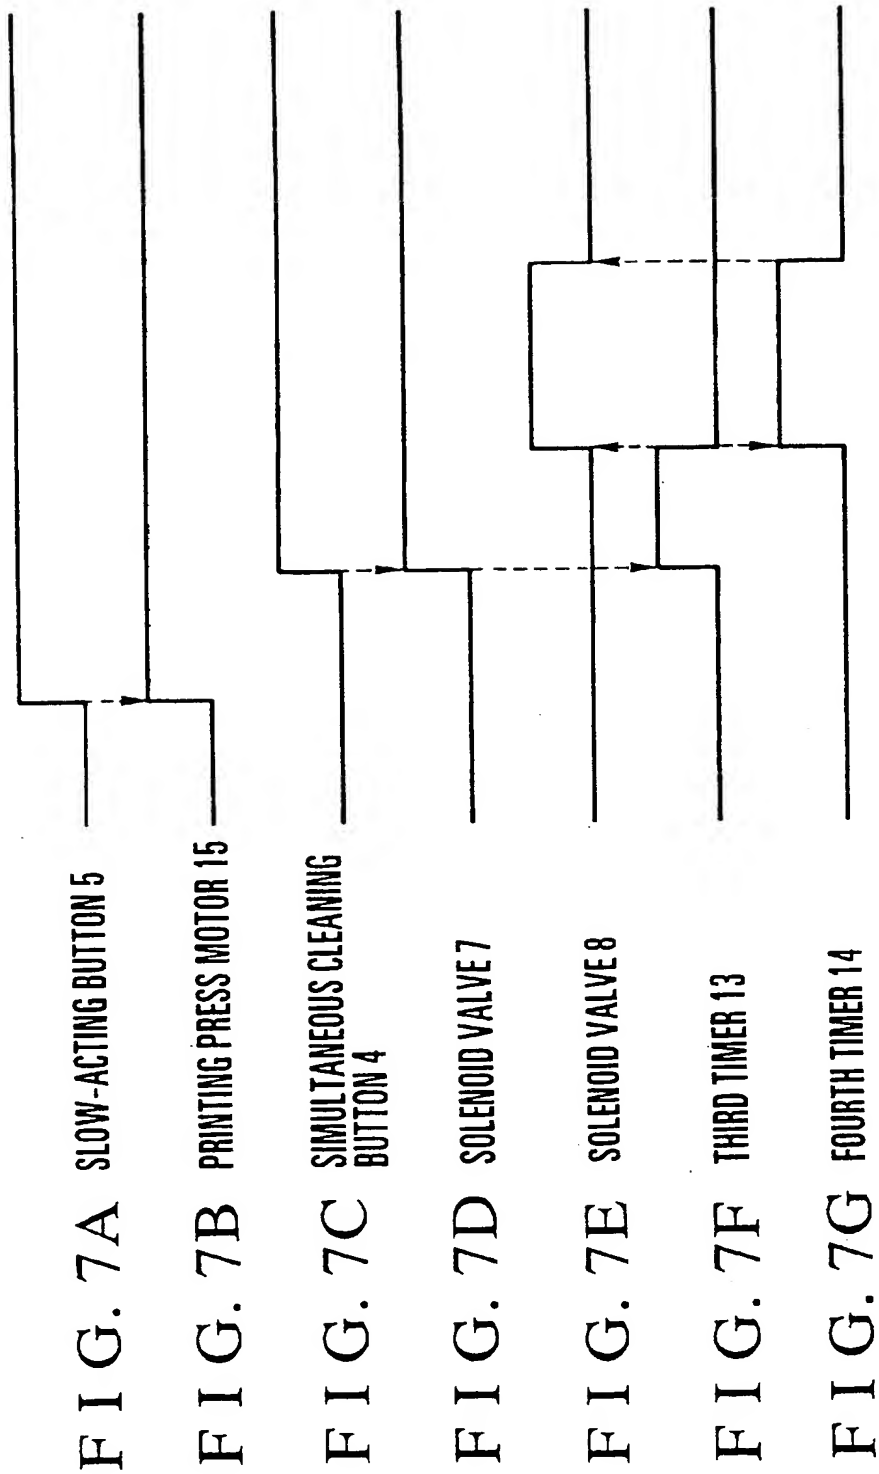 FIG. 7A SLOW-ACTING BUTTON 5
FIG. 7B PRINTING PRESS MOTOR 15
FIG. 7C SIMULTANEOUS CLEANING
BUTTON 4
FIG. 7D SOLENOID VALVE 7
FIG. 7E SOLENOID VALVE 8
FIG. 7F THIRD TIMER 13
FIG. 7G FOURTH TIMER 14